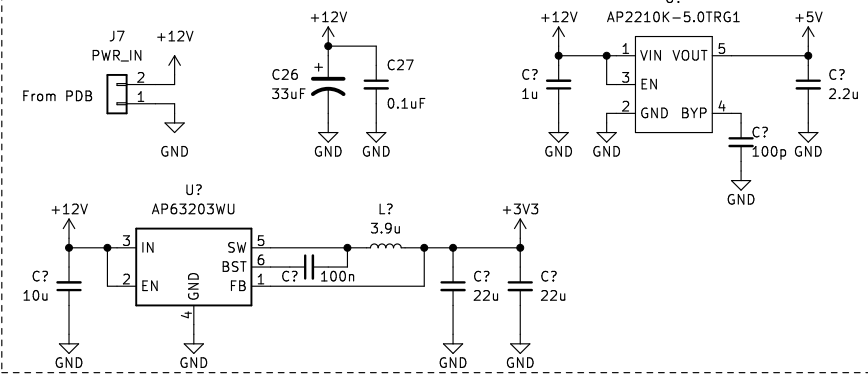 J7
PWR_IN
+12V
2
1
From PDB
GND
+12V
+
C26
33uF
C27
0.1uF
GND
GND
AP2210K-5.0TRG1
+12V
+5V
1 VIN VOUT 5
3 EN
2 GND BYP 4
C?
1u
C?
2.2u
C?
100p
GND
GND
GND
GND
U?
AP63203WU
+12V
L?
3.9u
+3V3
3 IN SW 5
BST 6
2 EN FB 1
GND
4
C?
10u
C? 100n
C?
22u
C?
22u
GND
GND
GND
GND